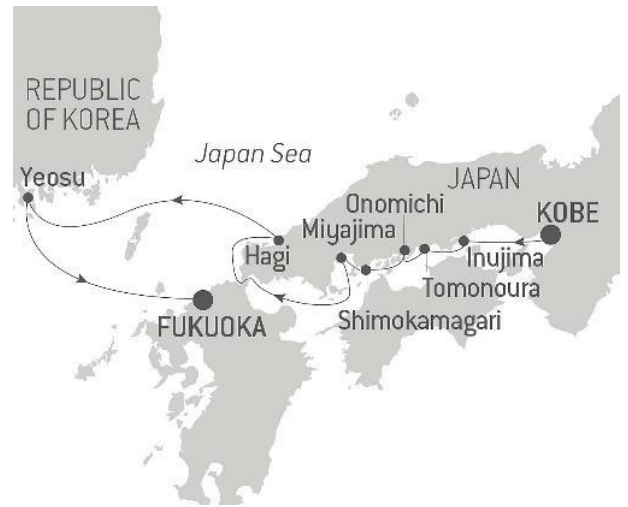 REPUBLIC
OF KOREA
Yeosu
Japan Sea
JAPAN
Onomichi
KOBE
Miyajima
Hagi
Inujima
Tomonoura
Shimokamagari
FUKUOKA